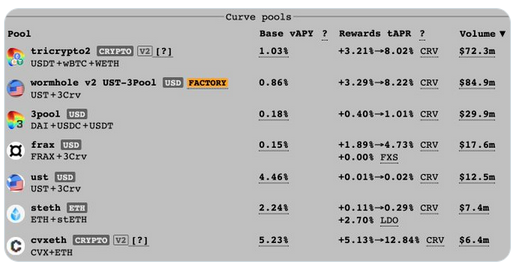 Curve pools
Pool Base vAPY ? Rewards tAPR ? Volume ▼
tricrypto2 CRYPTO V2 [?] 1.03% +3.21%→8.02% CRV $72.3m
USDT+wBTC+WETH
wormhole v2 UST-3Pool USD FACTORY 0.86% +3.29%→8.22% CRV $84.9m
UST+3Crv
3pool USD 0.18% +0.40%→1.01% CRV $29.9m
DAI+USDC+USDT
frax USD 0.15% +1.89%→4.73% CRV $17.6m
FRAX+3Crv +0.00% FXS
ust USD 4.46% +0.01%→0.02% CRV $12.5m
UST+3Crv
steth ETH 2.24% +0.11%→0.29% CRV $7.4m
ETH+stETH +2.70% LDO
cvxeth CRYPTO V2 [?] 5.23% +5.13%→12.84% CRV $6.4m
CVX+ETH